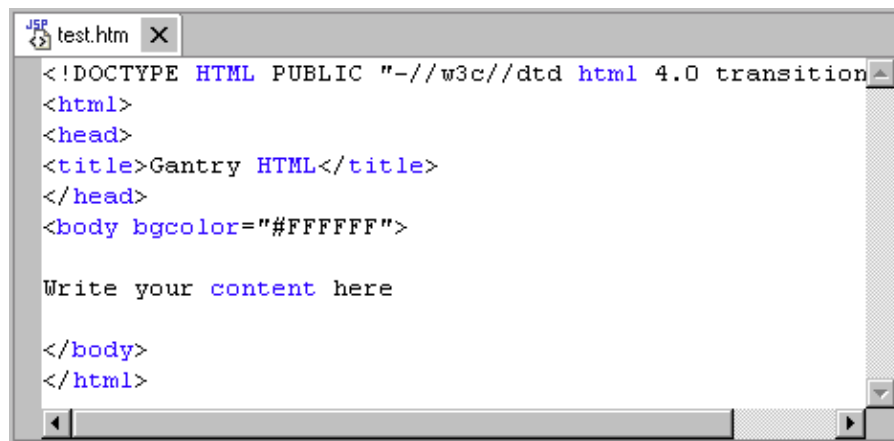 JSP
test.htm
<!DOCTYPE HTML PUBLIC "-//w3c//dtd html 4.0 transition
<html>
<head>
<title>Gantry HTML</title>
</head>
<body bgcolor="#FFFFFF">
Write your content here
</body>
</html>